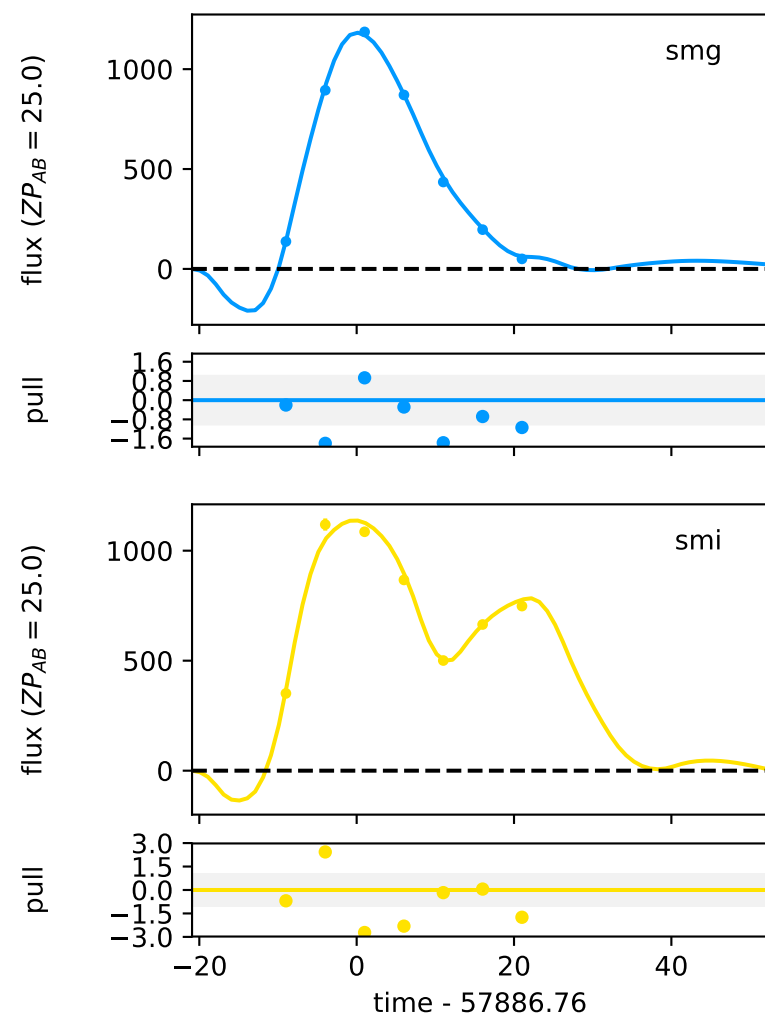 smg
flux (ZP_AB = 25.0)
1000
500
0
pull
1.6
0.8
0.0
−0.8
−1.6
smi
flux (ZP_AB = 25.0)
1000
500
0
pull
3.0
1.5
0.0
−1.5
−3.0
−20 0 20 40
time - 57886.76